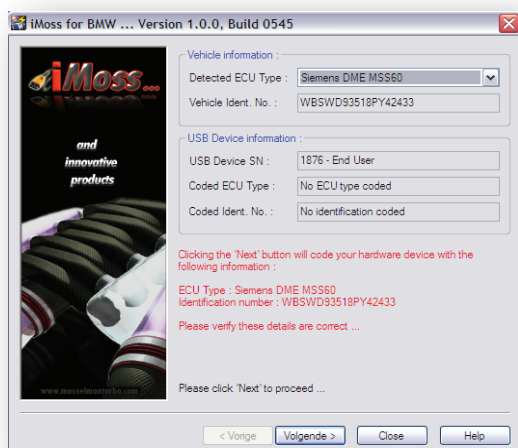 iMoss for BMW ... Version 1.0.0, Build 0545
iMoss...
and
innovative
products
www.mosselmanturbo.com
Vehicle information :
Detected ECU Type : Siemens DME MSS60
Vehicle Ident. No. : WBSWD93518PY42433
USB Device information :
USB Device SN : 1876 - End User
Coded ECU Type : No ECU type coded
Coded Ident. No. : No identification coded
Clicking the 'Next' button will code your hardware device with the
following information :
ECU Type : Siemens DME MSS60
Identification number : WBSWD93518PY42433
Please verify these details are correct ...
Please click 'Next' to proceed ...
< Vorige Volgende > Close Help